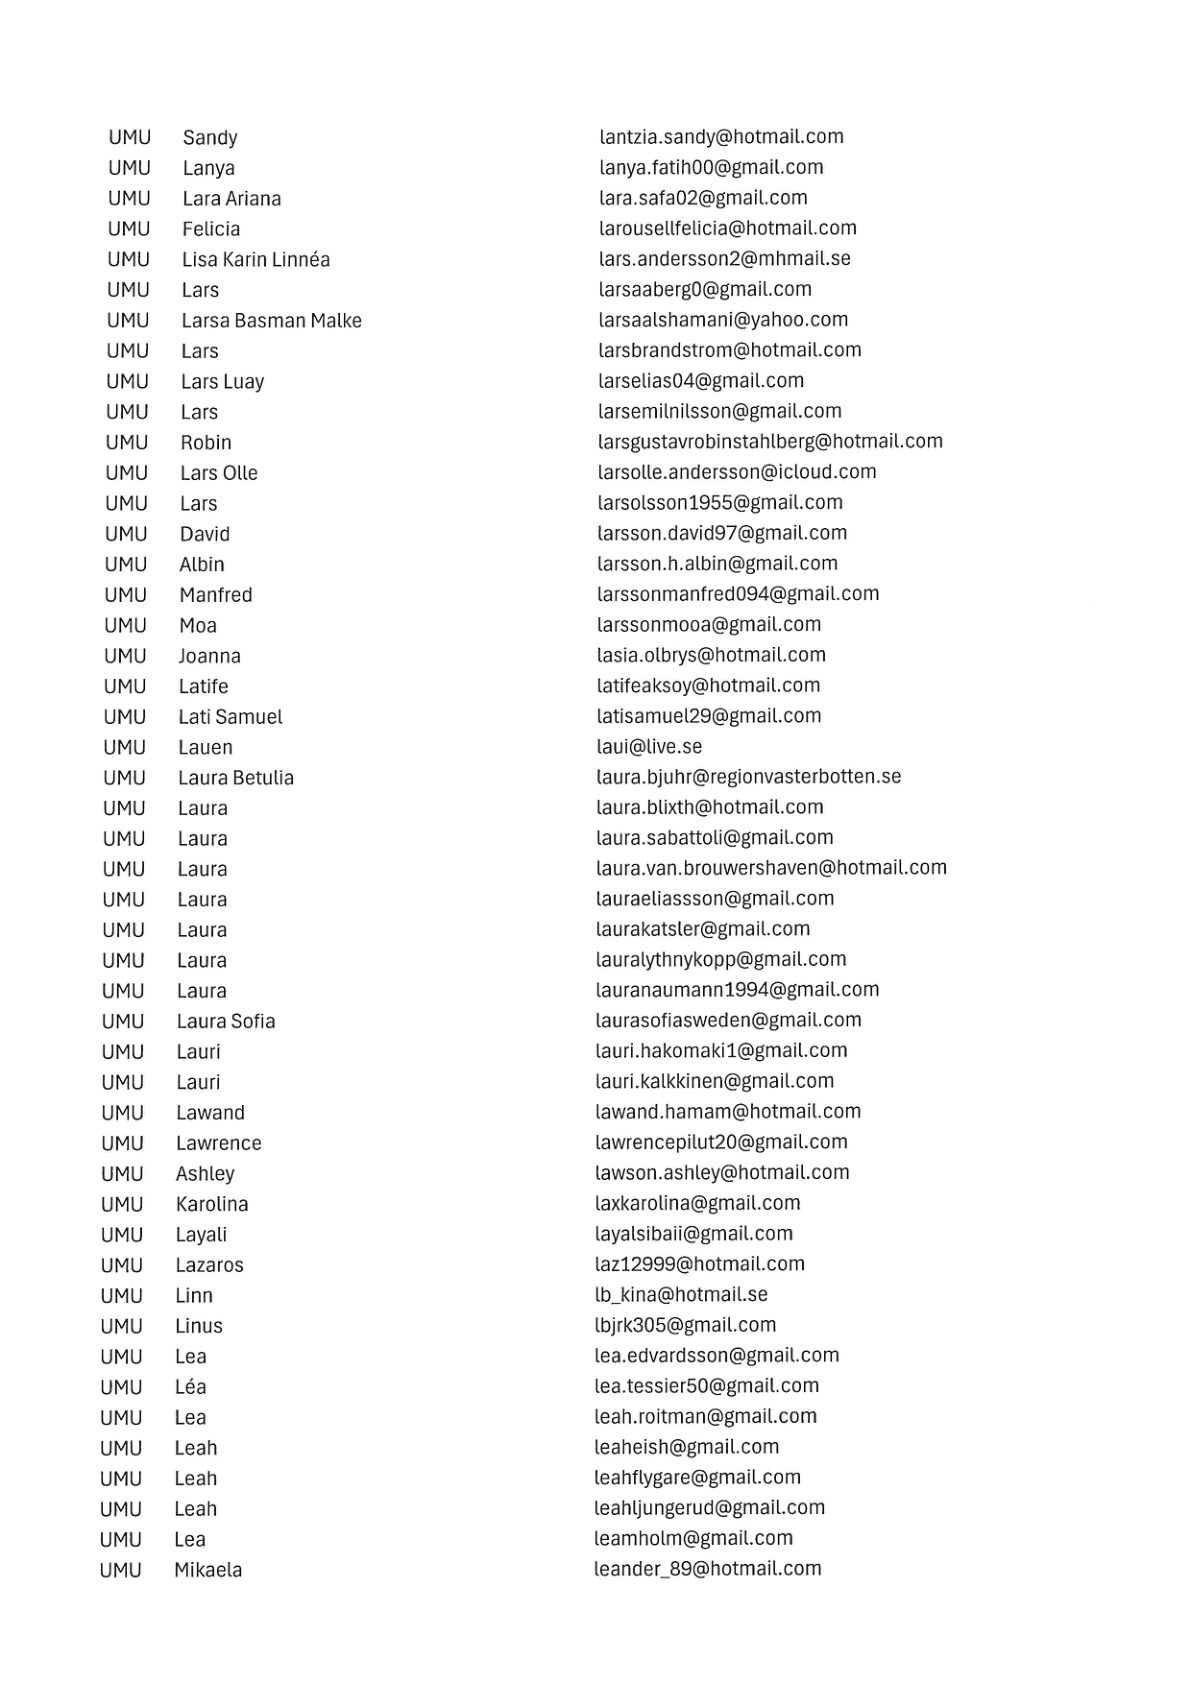 UMU Sandy lantzia.sandy@hotmail.com
UMU Lanya lanya.fatih00@gmail.com
UMU Lara Ariana lara.safa02@gmail.com
UMU Felicia larousellfelicia@hotmail.com
UMU Lisa Karin Linnéa lars.andersson2@mhmail.se
UMU Lars larsaaberg0@gmail.com
UMU Larsa Basman Malke larsaalshamani@yahoo.com
UMU Lars larsbrandstrom@hotmail.com
UMU Lars Luay larselias04@gmail.com
UMU Lars larsemilnilsson@gmail.com
UMU Robin larsgustavrobinstahlberg@hotmail.com
UMU Lars Olle larsolle.andersson@icloud.com
UMU Lars larsolsson1955@gmail.com
UMU David larsson.david97@gmail.com
UMU Albin larsson.h.albin@gmail.com
UMU Manfred larssonmanfred094@gmail.com
UMU Moa larssonmooa@gmail.com
UMU Joanna lasia.olbrys@hotmail.com
UMU Latife latifeaksoy@hotmail.com
UMU Lati Samuel latisamuel29@gmail.com
UMU Lauen laui@live.se
UMU Laura Betulia laura.bjuhr@regionvasterbotten.se
UMU Laura laura.blixth@hotmail.com
UMU Laura laura.sabattoli@gmail.com
UMU Laura laura.van.brouwershaven@hotmail.com
UMU Laura lauraeliassson@gmail.com
UMU Laura laurakatsler@gmail.com
UMU Laura lauralythnykopp@gmail.com
UMU Laura lauranaumann1994@gmail.com
UMU Laura Sofia laurasofiasweden@gmail.com
UMU Lauri lauri.hakomaki1@gmail.com
UMU Lauri lauri.kalkkinen@gmail.com
UMU Lawand lawand.hamam@hotmail.com
UMU Lawrence lawrencepilut20@gmail.com
UMU Ashley lawson.ashley@hotmail.com
UMU Karolina laxkarolina@gmail.com
UMU Layali layalsibaii@gmail.com
UMU Lazaros laz12999@hotmail.com
UMU Linn lb_kina@hotmail.se
UMU Linus lbjrk305@gmail.com
UMU Lea lea.edvardsson@gmail.com
UMU Léa lea.tessier50@gmail.com
UMU Lea leah.roitman@gmail.com
UMU Leah leaheish@gmail.com
UMU Leah leahflygare@gmail.com
UMU Leah leahljungerud@gmail.com
UMU Lea leamholm@gmail.com
UMU Mikaela leander_89@hotmail.com